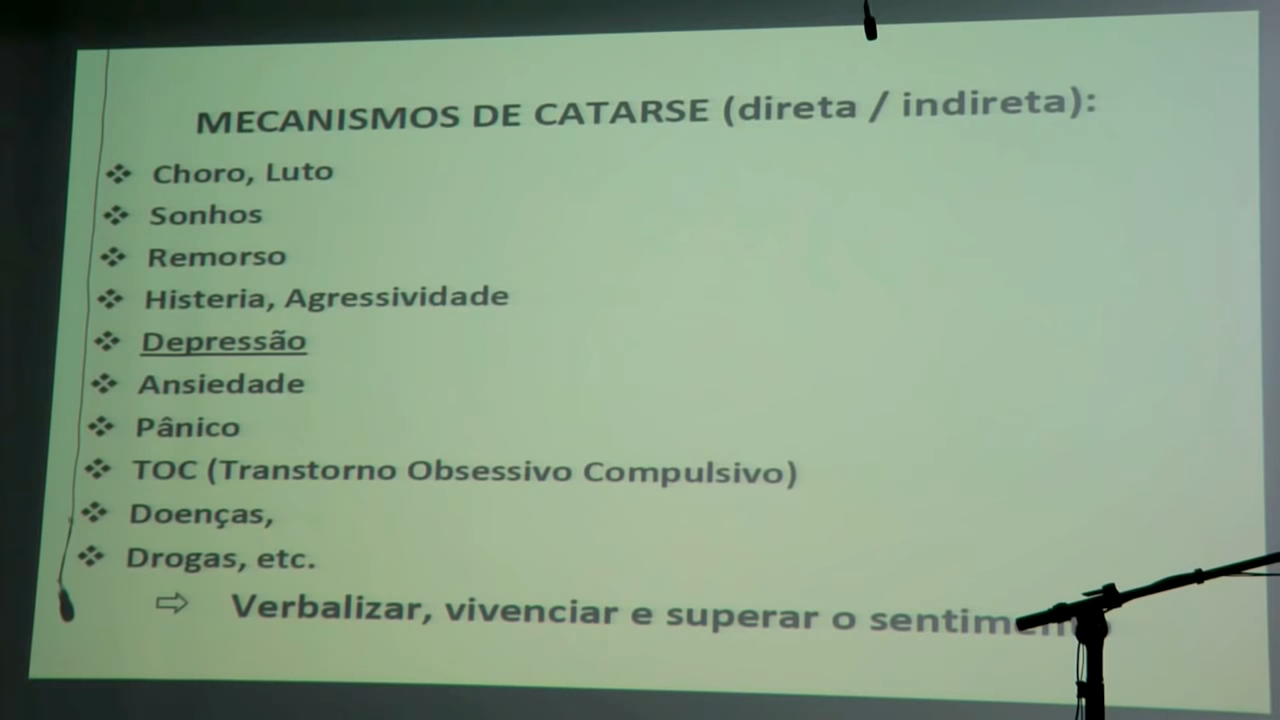 MECANISMOS DE CATARSE (direta / indireta):
❖ Choro, Luto
❖ Sonhos
❖ Remorso
❖ Histeria, Agressividade
❖ Depressão
❖ Ansiedade
❖ Pânico
❖ TOC (Transtorno Obsessivo Compulsivo)
❖ Doenças,
❖ Drogas, etc.
⇨ Verbalizar, vivenciar e superar o